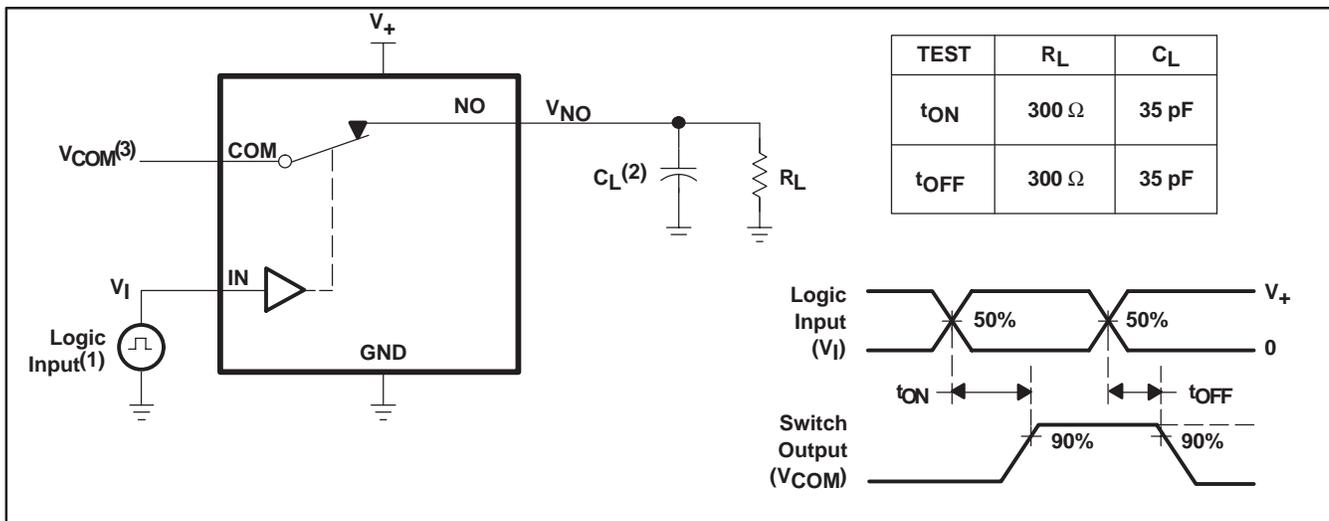 V+
NO
VNO
VCOM(3)
COM
CL(2)
RL
VI
IN
Logic
Input(1)
GND
TEST RL CL
tON 300 Ω 35 pF
tOFF 300 Ω 35 pF
Logic
Input
(VI)
50%
50%
V+
0
tON
tOFF
Switch
Output
(VCOM)
90%
90%